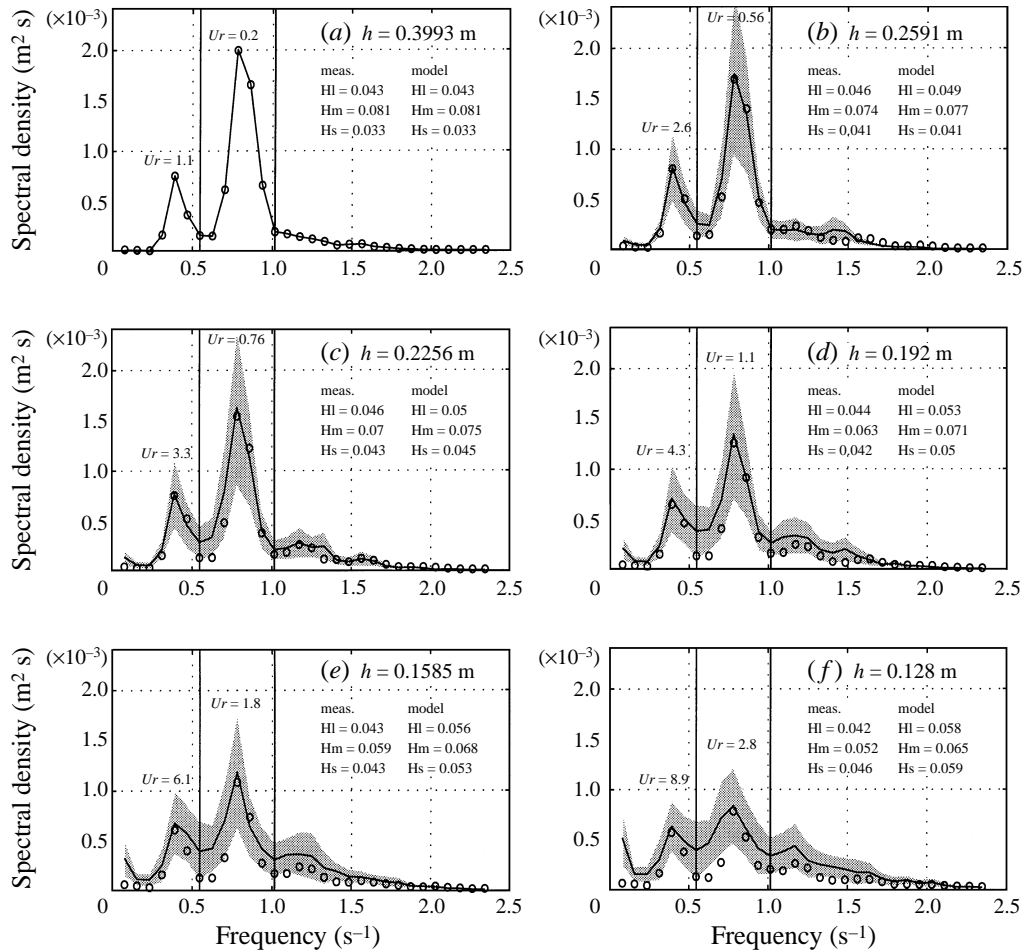 (×10⁻³)
Ur = 0.2
(a) h = 0.3993 m
2.0
1.5
1.0
0.5
Spectral density (m² s)
meas. model
Hl = 0.043 Hl = 0.043
Hm = 0.081 Hm = 0.081
Hs = 0.033 Hs = 0.033
Ur = 1.1
0 0.5 1.0 1.5 2.0 2.5
(×10⁻³)
Ur = 0.56
(b) h = 0.2591 m
2.0
1.5
1.0
0.5
meas. model
Hl = 0.046 Hl = 0.049
Hm = 0.074 Hm = 0.077
Hs = 0,041 Hs = 0.041
Ur = 2.6
0 0.5 1.0 1.5 2.0 2.5
(×10⁻³)
Ur = 0.76
(c) h = 0.2256 m
2.0
1.5
1.0
0.5
Spectral density (m² s)
meas. model
Hl = 0.046 Hl = 0.05
Hm = 0.07 Hm = 0.075
Hs = 0.043 Hs = 0.045
Ur = 3.3
0 0.5 1.0 1.5 2.0 2.5
(×10⁻³)
Ur = 1.1
(d) h = 0.192 m
2.0
1.5
1.0
0.5
meas. model
Hl = 0.044 Hl = 0.053
Hm = 0.063 Hm = 0.071
Hs = 0,042 Hs = 0.05
Ur = 4.3
0 0.5 1.0 1.5 2.0 2.5
(×10⁻³)
Ur = 1.8
(e) h = 0.1585 m
2.0
1.5
1.0
0.5
Spectral density (m² s)
meas. model
Hl = 0.043 Hl = 0.056
Hm = 0.059 Hm = 0.068
Hs = 0.043 Hs = 0.053
Ur = 6.1
0 0.5 1.0 1.5 2.0 2.5
Frequency (s⁻¹)
(×10⁻³)
Ur = 2.8
(f) h = 0.128 m
2.0
1.5
1.0
0.5
meas. model
Hl = 0.042 Hl = 0.058
Hm = 0.052 Hm = 0.065
Hs = 0.046 Hs = 0.059
Ur = 8.9
0 0.5 1.0 1.5 2.0 2.5
Frequency (s⁻¹)